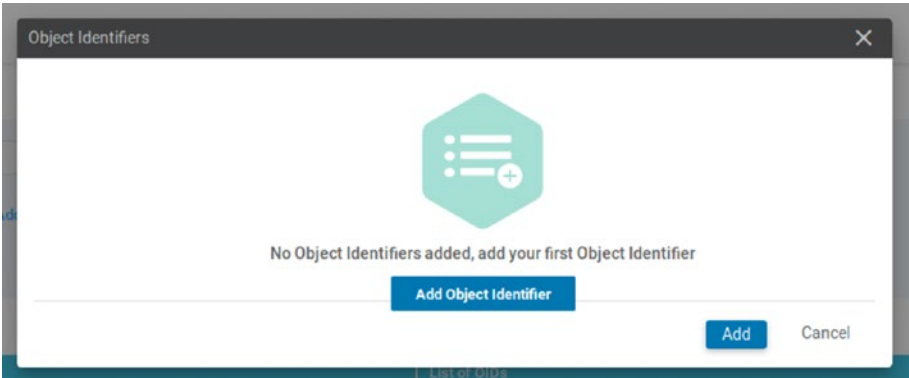 Object Identifiers
No Object Identifiers added, add your first Object Identifier
Add Object Identifier
Add
Cancel
List of OIDs